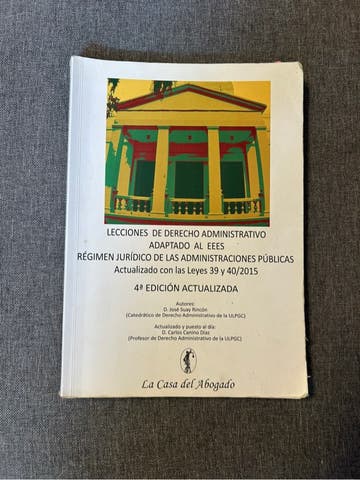 LECCIONES DE DERECHO ADMINISTRATIVO
ADAPTADO AL EEES
RÉGIMEN JURÍDICO DE LAS ADMINISTRACIONES PÚBLICAS
Actualizado con las Leyes 39 y 40/2015
4ª EDICIÓN ACTUALIZADA
Autores:
D. José Suay Rincón
(Catedrático de Derecho Administrativo de la ULPGC)
Actualizado y puesto al día:
D. Carlos Canino Díaz
(Profesor de Derecho Administrativo de la ULPGC)
La Casa del Abogado